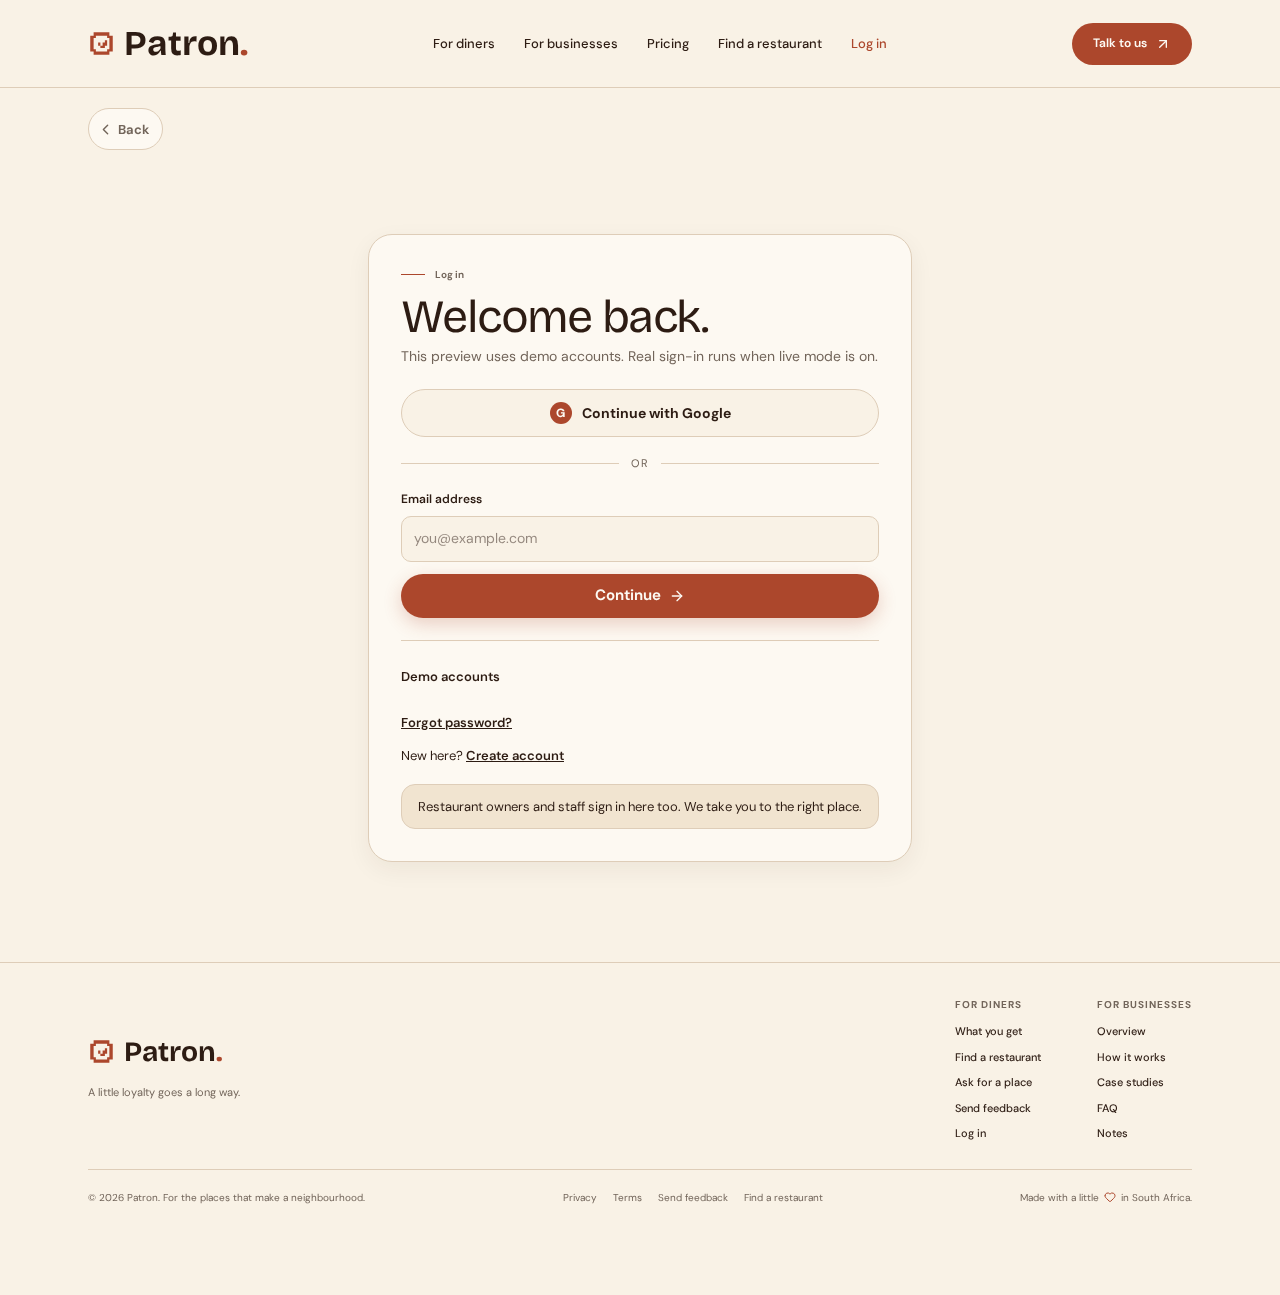 Patron.
For diners
For businesses
Pricing
Find a restaurant
Log in
Talk to us
Back
Log in
Welcome back.
This preview uses demo accounts. Real sign-in runs when live mode is on.
G Continue with Google
OR
Email address
you@example.com
Continue
Demo accounts
Forgot password?
New here? Create account
Restaurant owners and staff sign in here too. We take you to the right place.
Patron.
A little loyalty goes a long way.
FOR DINERS
What you get
Find a restaurant
Ask for a place
Send feedback
Log in
FOR BUSINESSES
Overview
How it works
Case studies
FAQ
Notes
© 2026 Patron. For the places that make a neighbourhood.
Privacy
Terms
Send feedback
Find a restaurant
Made with a little ♡ in South Africa.